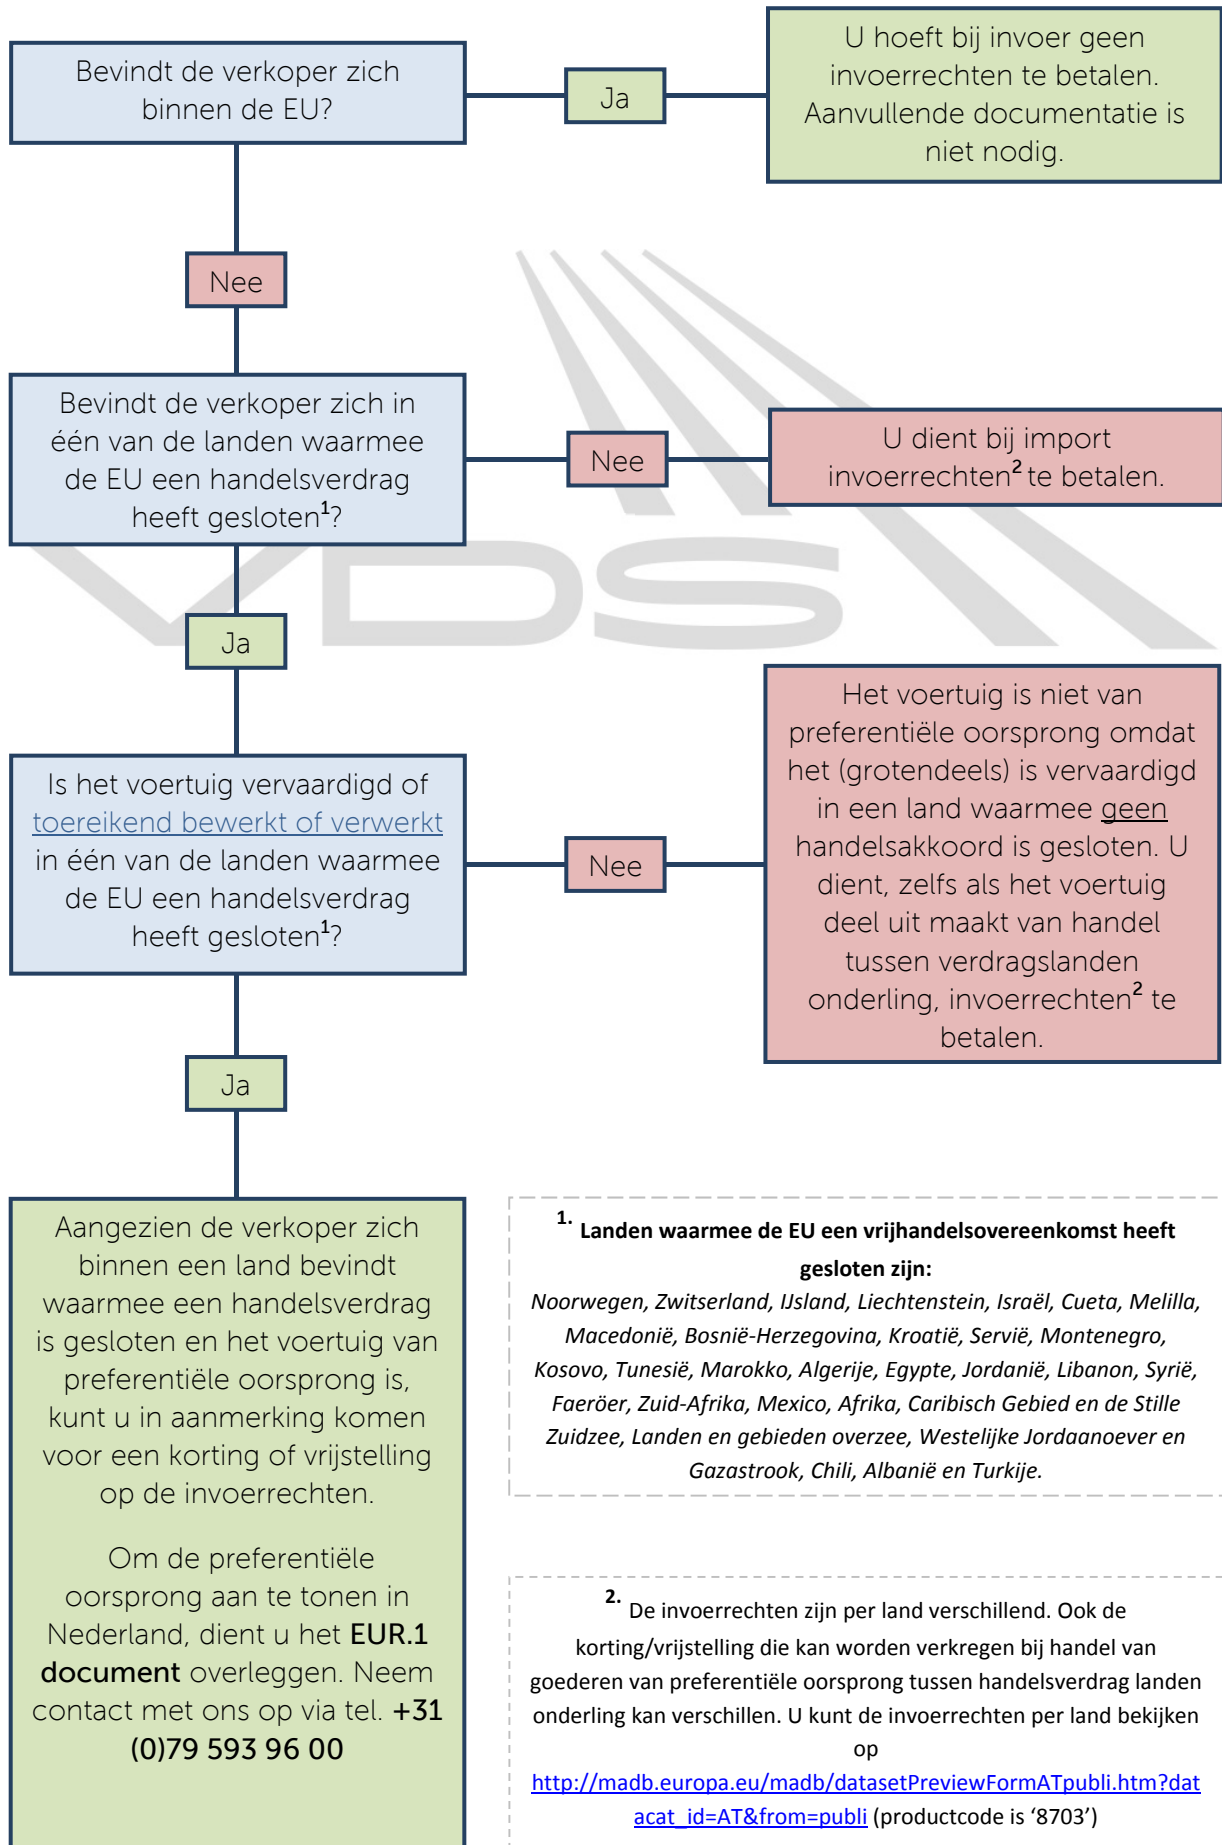 Bevindt de verkoper zich
binnen de EU?
Ja
U hoeft bij invoer geen
invoerrechten te betalen.
Aanvullende documentatie is
niet nodig.
Nee
Bevindt de verkoper zich in
één van de landen waarmee
de EU een handelsverdrag
heeft gesloten¹?
Nee
U dient bij import
invoerrechten² te betalen.
VDS
Ja
Is het voertuig vervaardigd of
toereikend bewerkt of verwerkt
in één van de landen waarmee
de EU een handelsverdrag
heeft gesloten¹?
Nee
Het voertuig is niet van
preferentiële oorsprong omdat
het (grotendeels) is vervaardigd
in een land waarmee geen
handelsakkoord is gesloten. U
dient, zelfs als het voertuig
deel uit maakt van handel
tussen verdragslanden
onderling, invoerrechten² te
betalen.
Ja
Aangezien de verkoper zich
binnen een land bevindt
waarmee een handelsverdrag
is gesloten en het voertuig van
preferentiële oorsprong is,
kunt u in aanmerking komen
voor een korting of vrijstelling
op de invoerrechten.
Om de preferentiële
oorsprong aan te tonen in
Nederland, dient u het EUR.1
document overleggen. Neem
contact met ons op via tel. +31
(0)79 593 96 00
1. Landen waarmee de EU een vrijhandelsovereenkomst heeft
gesloten zijn:
Noorwegen, Zwitserland, IJsland, Liechtenstein, Israël, Cueta, Melilla,
Macedonië, Bosnië-Herzegovina, Kroatië, Servië, Montenegro,
Kosovo, Tunesië, Marokko, Algerije, Egypte, Jordanië, Libanon, Syrië,
Faeröer, Zuid-Afrika, Mexico, Afrika, Caribisch Gebied en de Stille
Zuidzee, Landen en gebieden overzee, Westelijke Jordaanoever en
Gazastrook, Chili, Albanië en Turkije.
2. De invoerrechten zijn per land verschillend. Ook de
korting/vrijstelling die kan worden verkregen bij handel van
goederen van preferentiële oorsprong tussen handelsverdrag landen
onderling kan verschillen. U kunt de invoerrechten per land bekijken
op
http://madb.europa.eu/madb/datasetPreviewFormATpubli.htm?dat
acat_id=AT&from=publi (productcode is ‘8703’)